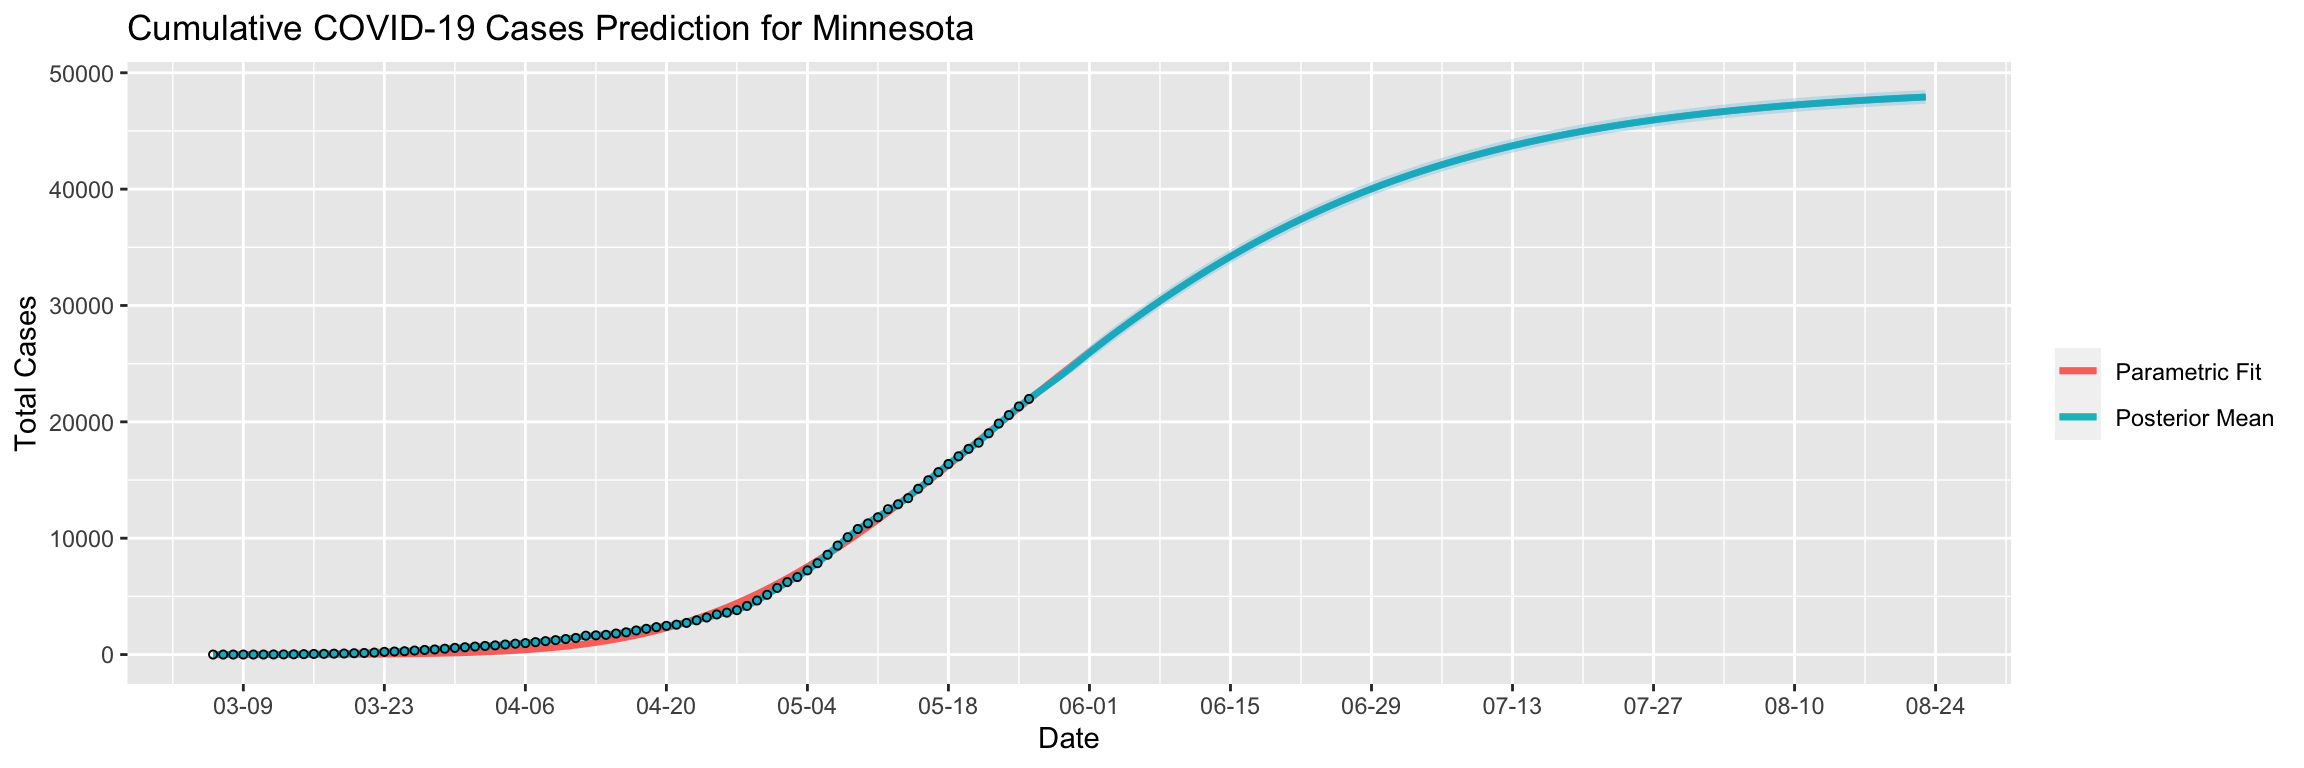 Cumulative COVID-19 Cases Prediction for Minnesota
50000
40000
30000
20000
10000
0
Total Cases
03-09 03-23 04-06 04-20 05-04 05-18 06-01 06-15 06-29 07-13 07-27 08-10 08-24
Date
Parametric Fit
Posterior Mean